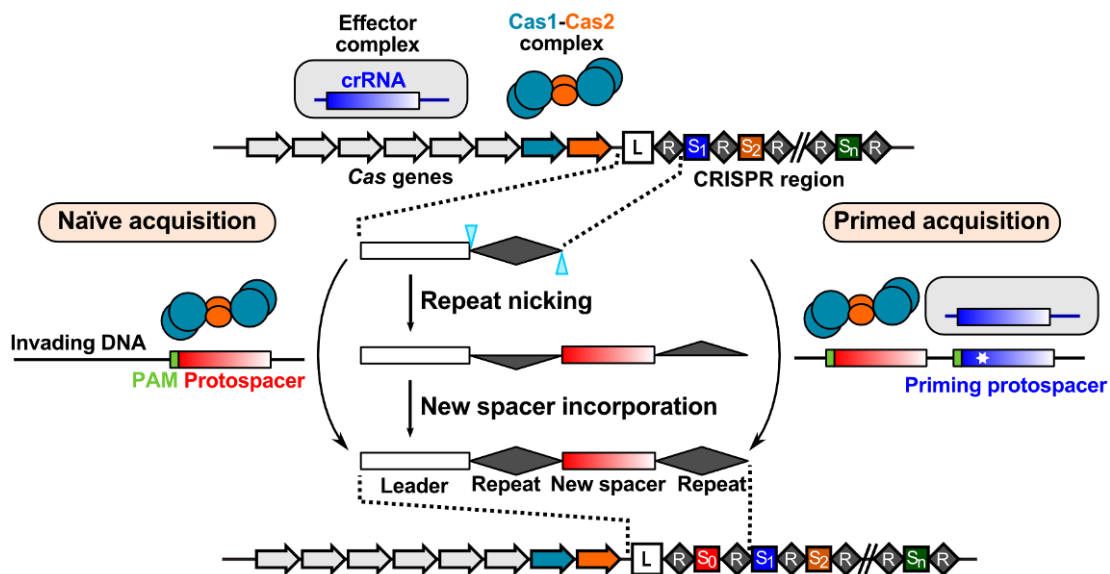 Effector complex
Cas1-Cas2 complex
crRNA
L R S1 R S2 R R Sn R
Cas genes
CRISPR region
Naïve acquisition
Primed acquisition
Repeat nicking
Invading DNA
PAM Protospacer
Priming protospacer
New spacer incorporation
Leader Repeat New spacer Repeat
L R S0 R S1 R S2 R R Sn R